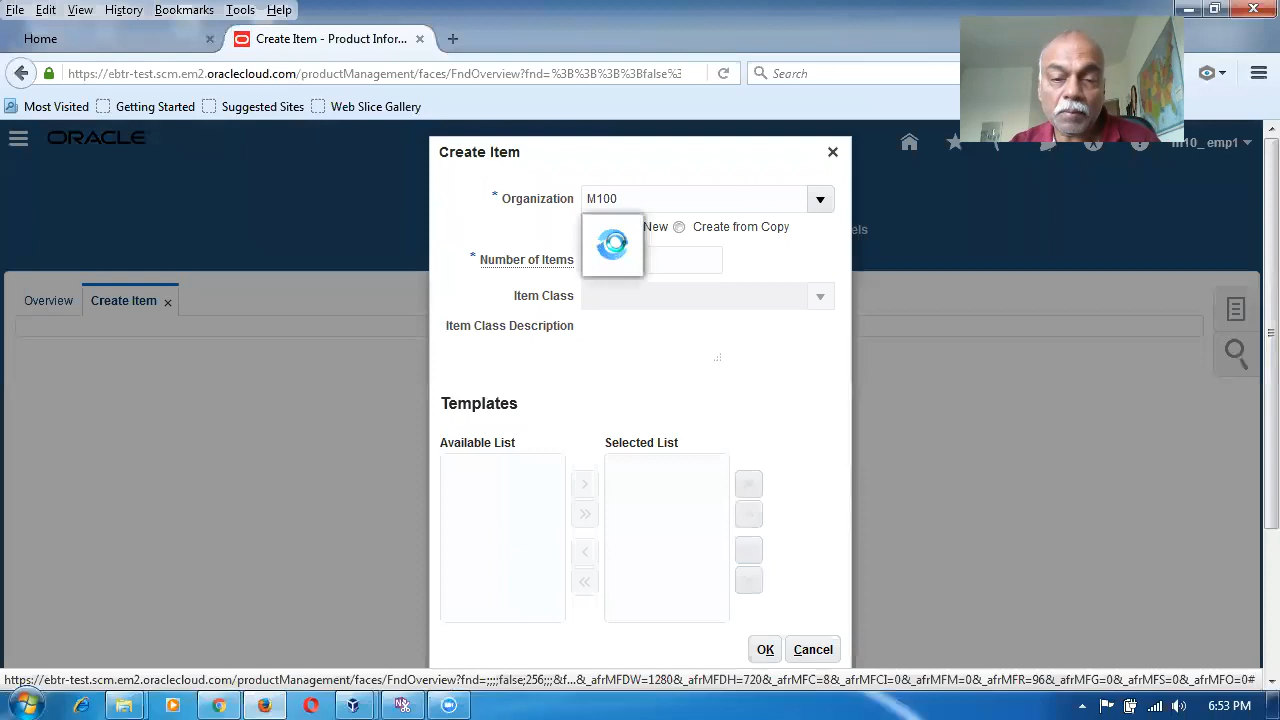 File Edit View History Bookmarks Tools Help
Home
Create Item - Product Infor...
https://ebtr-test.scm.em2.oraclecloud.com/productManagement/faces/FndOverview?fnd=%3B%3B%3B%3Bfalse%
Search
Most Visited Getting Started Suggested Sites Web Slice Gallery
ORACLE
m10_emp1
Create Item
* Organization M100
New Create from Copy
* Number of Items
Item Class
Overview Create Item
Item Class Description
Templates
Available List Selected List
OK Cancel
https://ebtr-test.scm.em2.oraclecloud.com/productManagement/faces/FndOverview?fnd=;;;;false;256;;;&f..._afrMFDW=1280&_afrMFDH=720&_afrMFC=8&_afrMFCI=0&_afrMFM=0&_afrMFR=96&_afrMFG=0&_afrMFS=0&_afrMFO=0#
6:53 PM